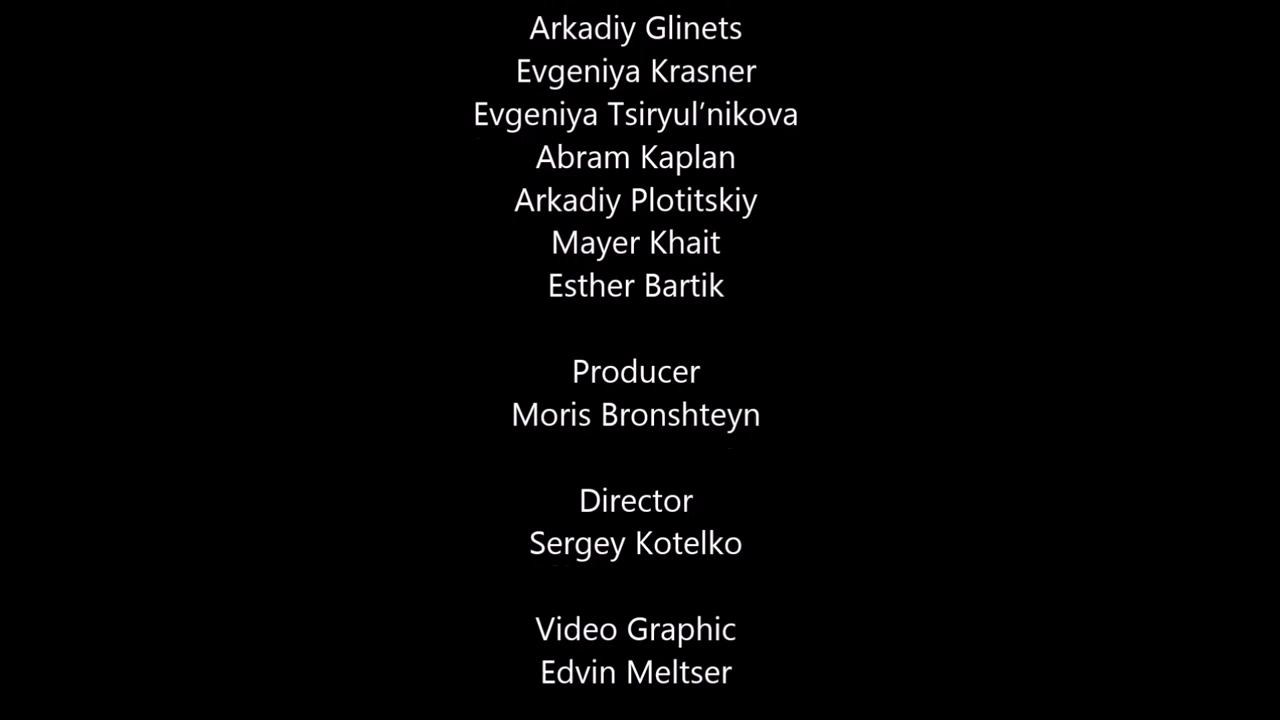 Arkadiy Glinets
Evgeniya Krasner
Evgeniya Tsiryul’nikova
Abram Kaplan
Arkadiy Plotitskiy
Mayer Khait
Esther Bartik
Producer
Moris Bronshteyn
Director
Sergey Kotelko
Video Graphic
Edvin Meltser